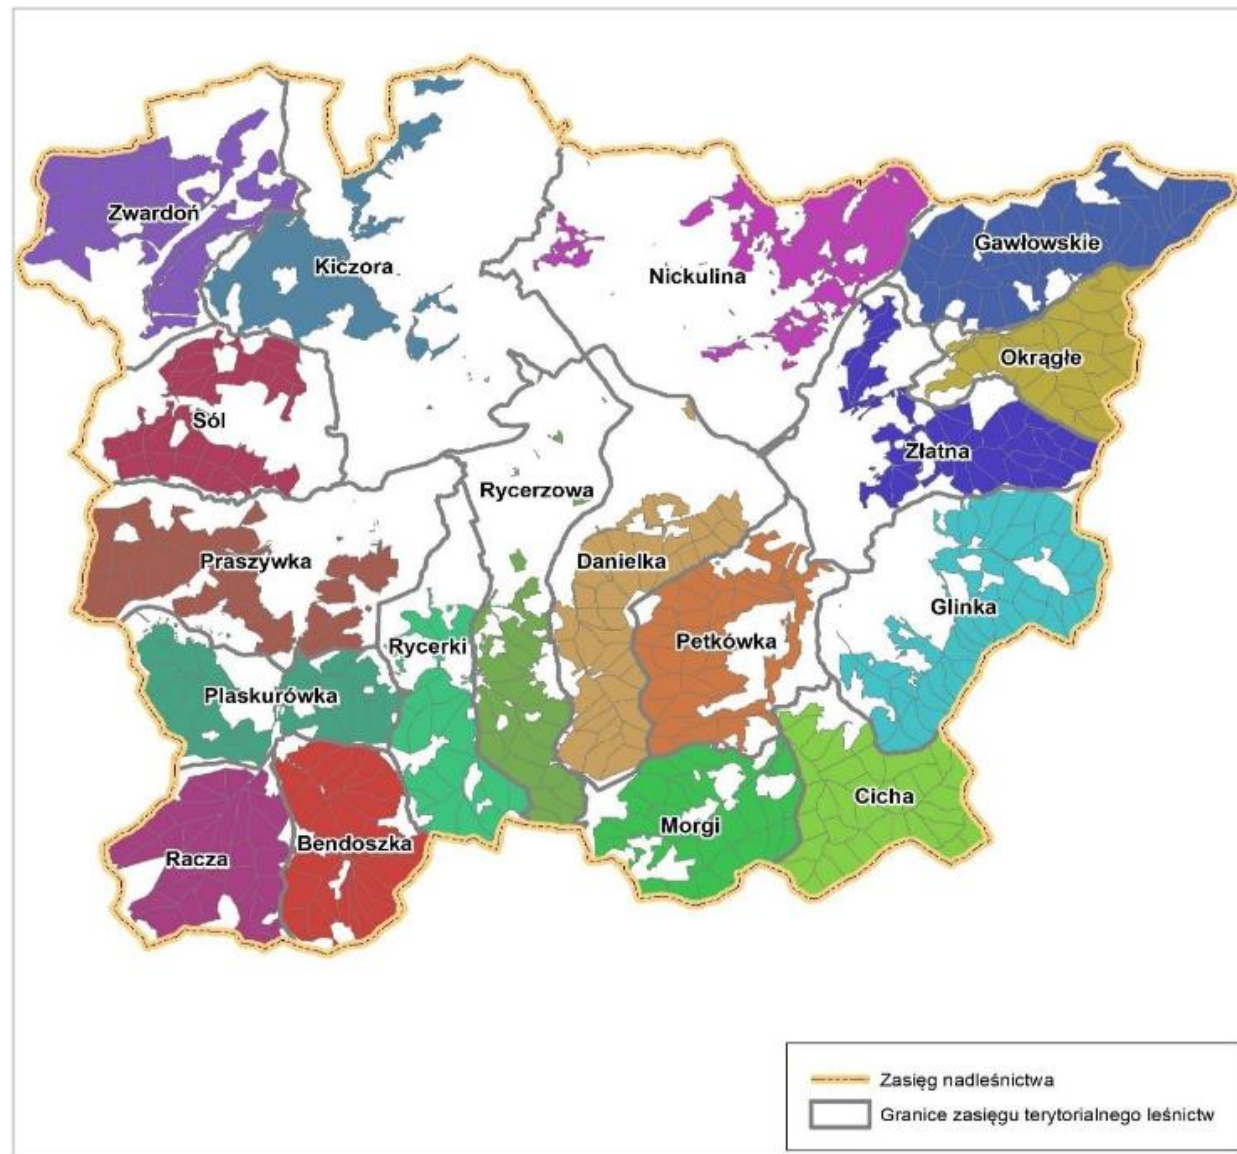 Zwardoń
Kiczora
Nickulina
Gawłowskie
Okrągłe
Sól
Złatna
Rycerzowa
Praszywka
Danielka
Glinka
Rycerki
Petkówka
Plaskurówka
Cicha
Morgi
Bendoszka
Racza
Zasięg nadleśnictwa
Granice zasięgu terytorialnego leśnictw